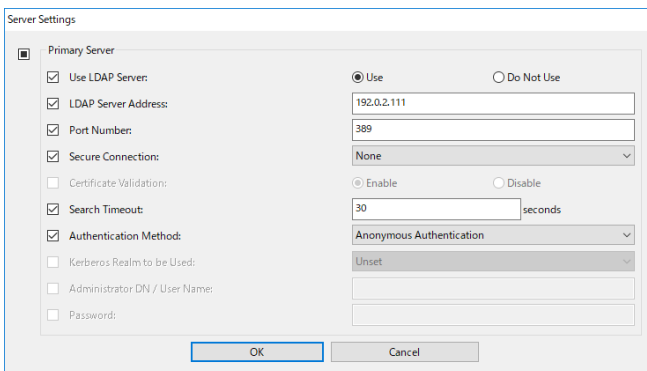 Server Settings
Primary Server
Use LDAP Server: Use Do Not Use
LDAP Server Address: 192.0.2.111
Port Number: 389
Secure Connection: None
Certificate Validation: Enable Disable
Search Timeout: 30 seconds
Authentication Method: Anonymous Authentication
Kerberos Realm to be Used: Unset
Administrator DN / User Name:
Password:
OK Cancel